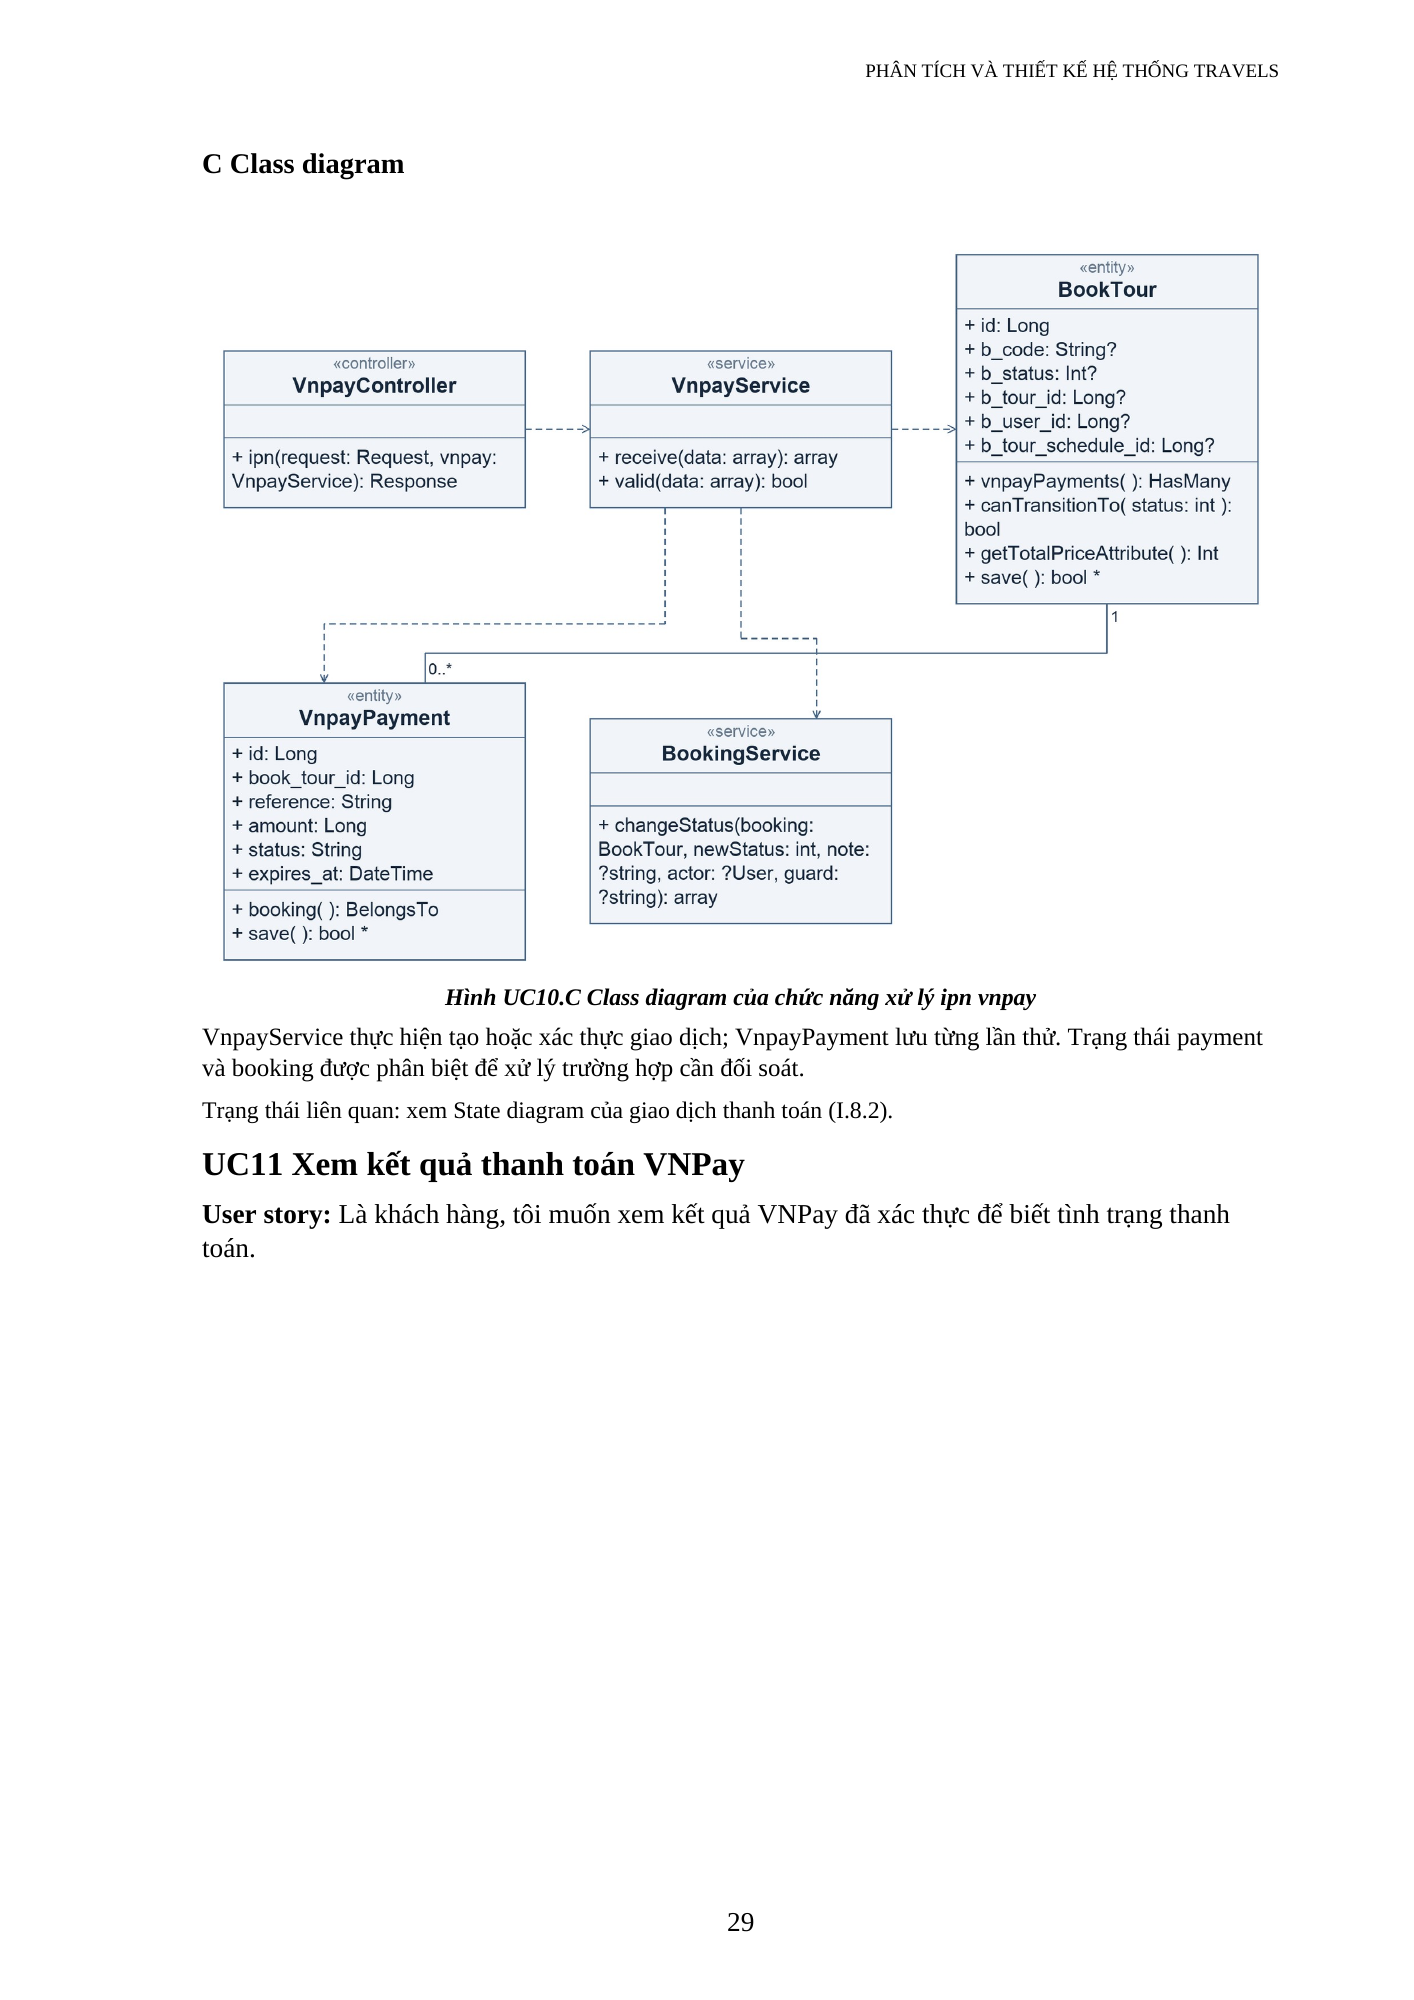 PHÂN TÍCH VÀ THIẾT KẾ HỆ THỐNG TRAVELS
C Class diagram
«entity»
BookTour
+ id: Long
+ b_code: String?
+ b_status: Int?
+ b_tour_id: Long?
+ b_user_id: Long?
+ b_tour_schedule_id: Long?
+ vnpayPayments( ): HasMany
+ canTransitionTo( status: int ):
bool
+ getTotalPriceAttribute( ): Int
+ save( ): bool *
«controller»
VnpayController
+ ipn(request: Request, vnpay:
VnpayService): Response
«service»
VnpayService
+ receive(data: array): array
+ valid(data: array): bool
1
0..*
«entity»
VnpayPayment
+ id: Long
+ book_tour_id: Long
+ reference: String
+ amount: Long
+ status: String
+ expires_at: DateTime
+ booking( ): BelongsTo
+ save( ): bool *
«service»
BookingService
+ changeStatus(booking:
BookTour, newStatus: int, note:
?string, actor: ?User, guard:
?string): array
Hình UC10.C Class diagram của chức năng xử lý ipn vnpay
VnpayService thực hiện tạo hoặc xác thực giao dịch; VnpayPayment lưu từng lần thử. Trạng thái payment
và booking được phân biệt để xử lý trường hợp cần đối soát.
Trạng thái liên quan: xem State diagram của giao dịch thanh toán (I.8.2).
UC11 Xem kết quả thanh toán VNPay
User story: Là khách hàng, tôi muốn xem kết quả VNPay đã xác thực để biết tình trạng thanh
toán.
29